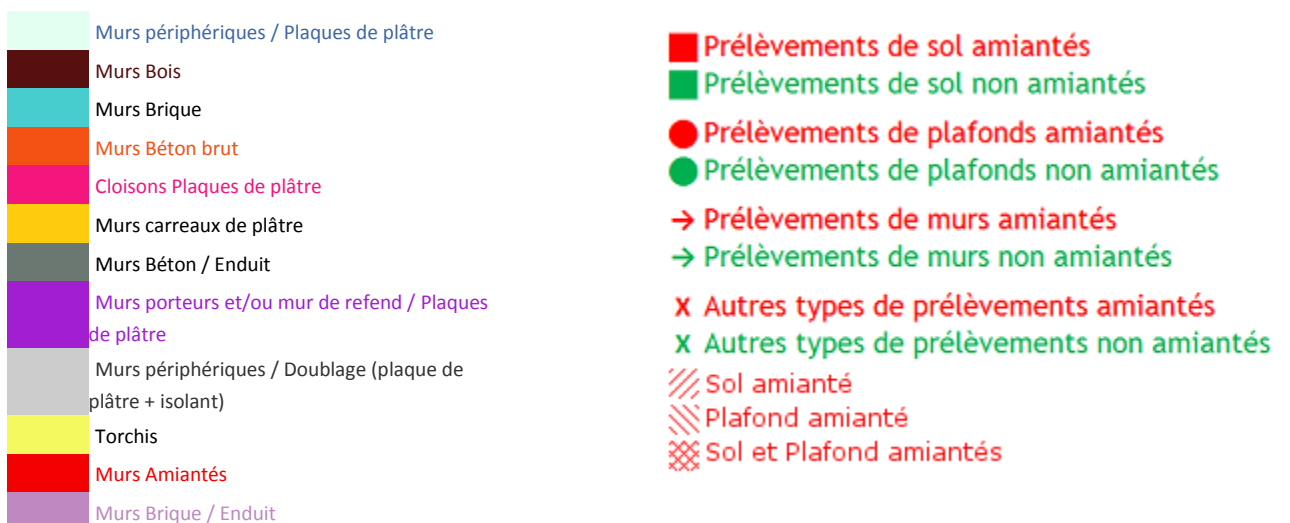 Murs périphériques / Plaques de plâtre
Murs Bois
Murs Brique
Murs Béton brut
Cloisons Plaques de plâtre
Murs carreaux de plâtre
Murs Béton / Enduit
Murs porteurs et/ou mur de refend / Plaques
de plâtre
Murs périphériques / Doublage (plaque de
plâtre + isolant)
Torchis
Murs Amiantés
Murs Brique / Enduit
Prélèvements de sol amiantés
Prélèvements de sol non amiantés
Prélèvements de plafonds amiantés
Prélèvements de plafonds non amiantés
→ Prélèvements de murs amiantés
→ Prélèvements de murs non amiantés
x Autres types de prélèvements amiantés
x Autres types de prélèvements non amiantés
Sol amianté
Plafond amianté
Sol et Plafond amiantés